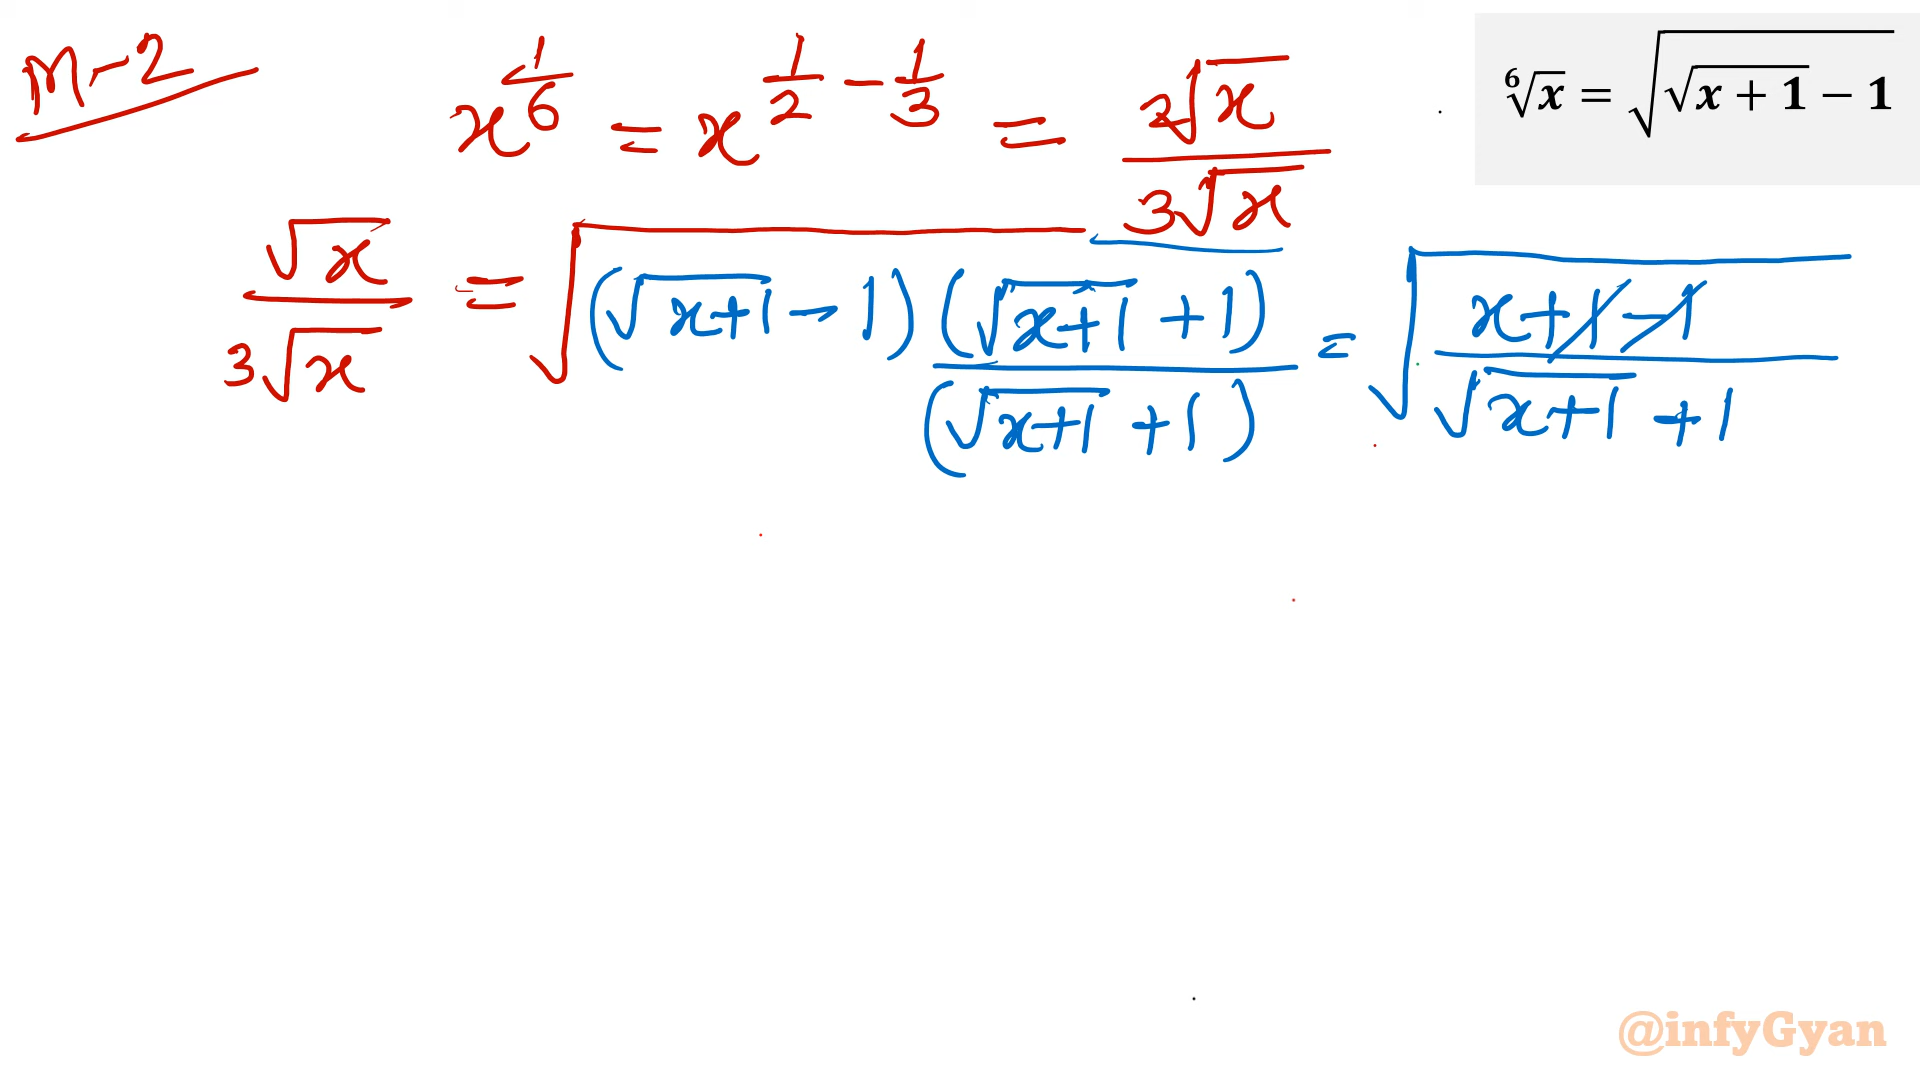 M-2
x^(1/6) = x^(1/2 - 1/3) = ²√x / ³√x
⁶√x = √(√(x + 1) − 1)
√x / ³√x = √((√(x+1) - 1) (√(x+1) + 1) / (√(x+1) + 1)) = √((x+1-1) / (√(x+1) + 1))
@infyGyan